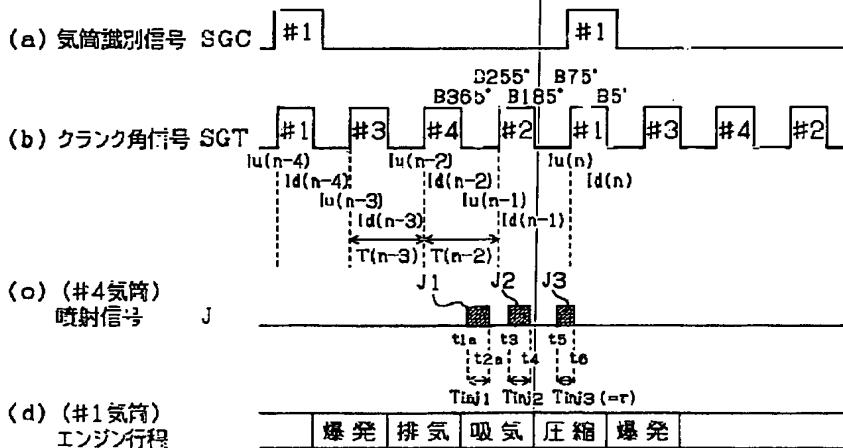 (a) 気筒識別信号 SGC #1 #1
B255° B75°
B365° B185° B5°
(b) クランク角信号 SGT #1 #3 #4 #2 #1 #3 #4 #2
Iu(n-4) Iu(n-2) Iu(n)
Id(n-4) Id(n-2) Id(n)
Iu(n-3) Iu(n-1)
Id(n-3) Id(n-1)
T(n-3) T(n-2)
J1 J2 J3
(c) (#4気筒)
噴射信号 J
t1a t3 t5
t2a t4 t6
Tinj1 Tinj2 Tinj3(=r)
(d) (#1気筒)
エンジン行程
爆発 排気 吸気 圧縮 爆発